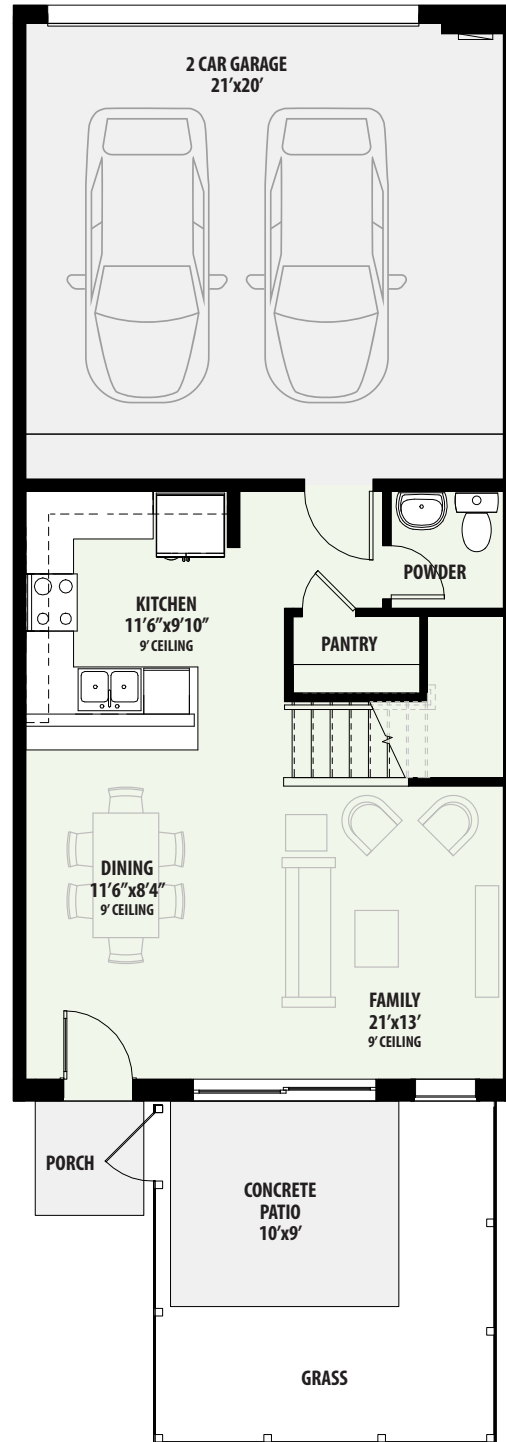 2 CAR GARAGE
21’x20’
KITCHEN
11’6”x9’10”
9’ CEILING
POWDER
PANTRY
DINING
11’6”x8’4”
9’ CEILING
FAMILY
21’x13’
9’ CEILING
PORCH
CONCRETE
PATIO
10’x9’
GRASS